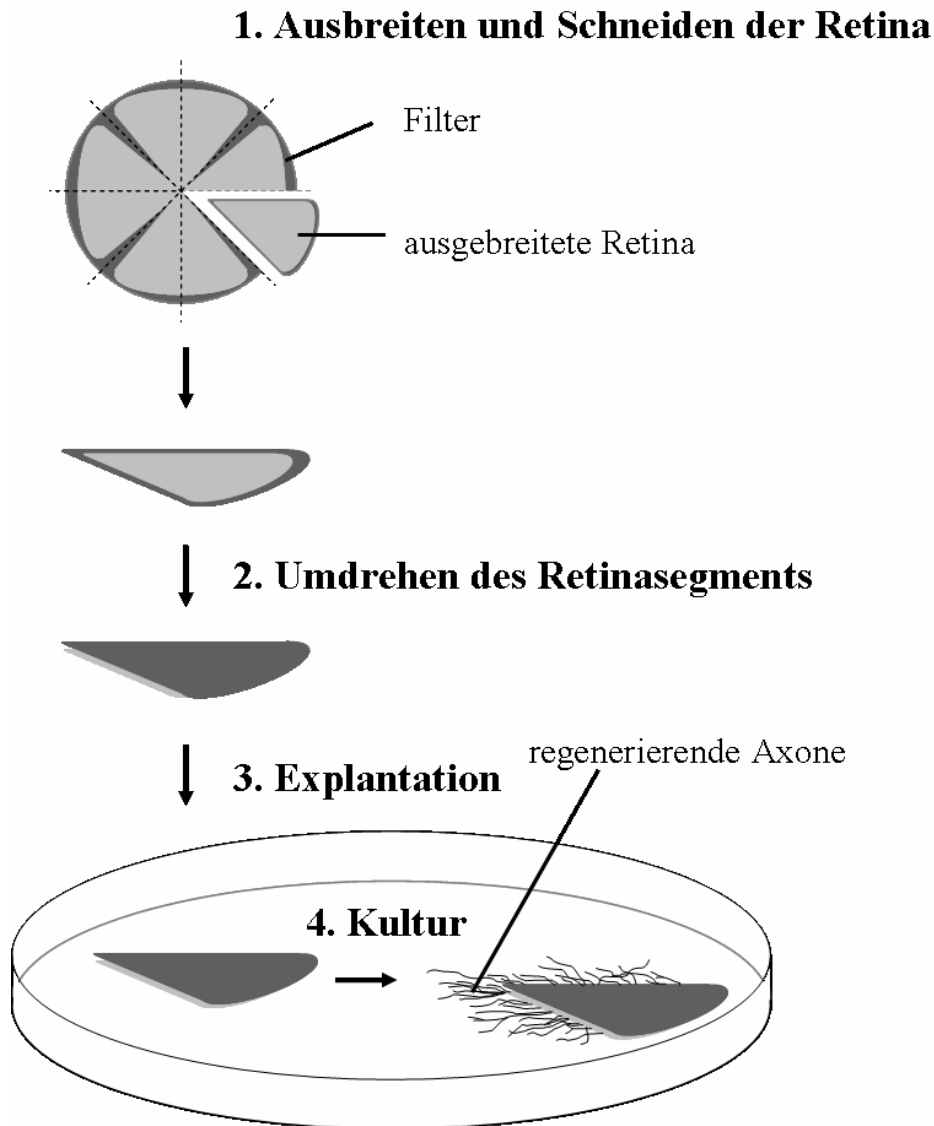 1. Ausbreiten und Schneiden der Retina
Filter
ausgebreitete Retina
2. Umdrehen des Retinasegments
regenerierende Axone
3. Explantation
4. Kultur